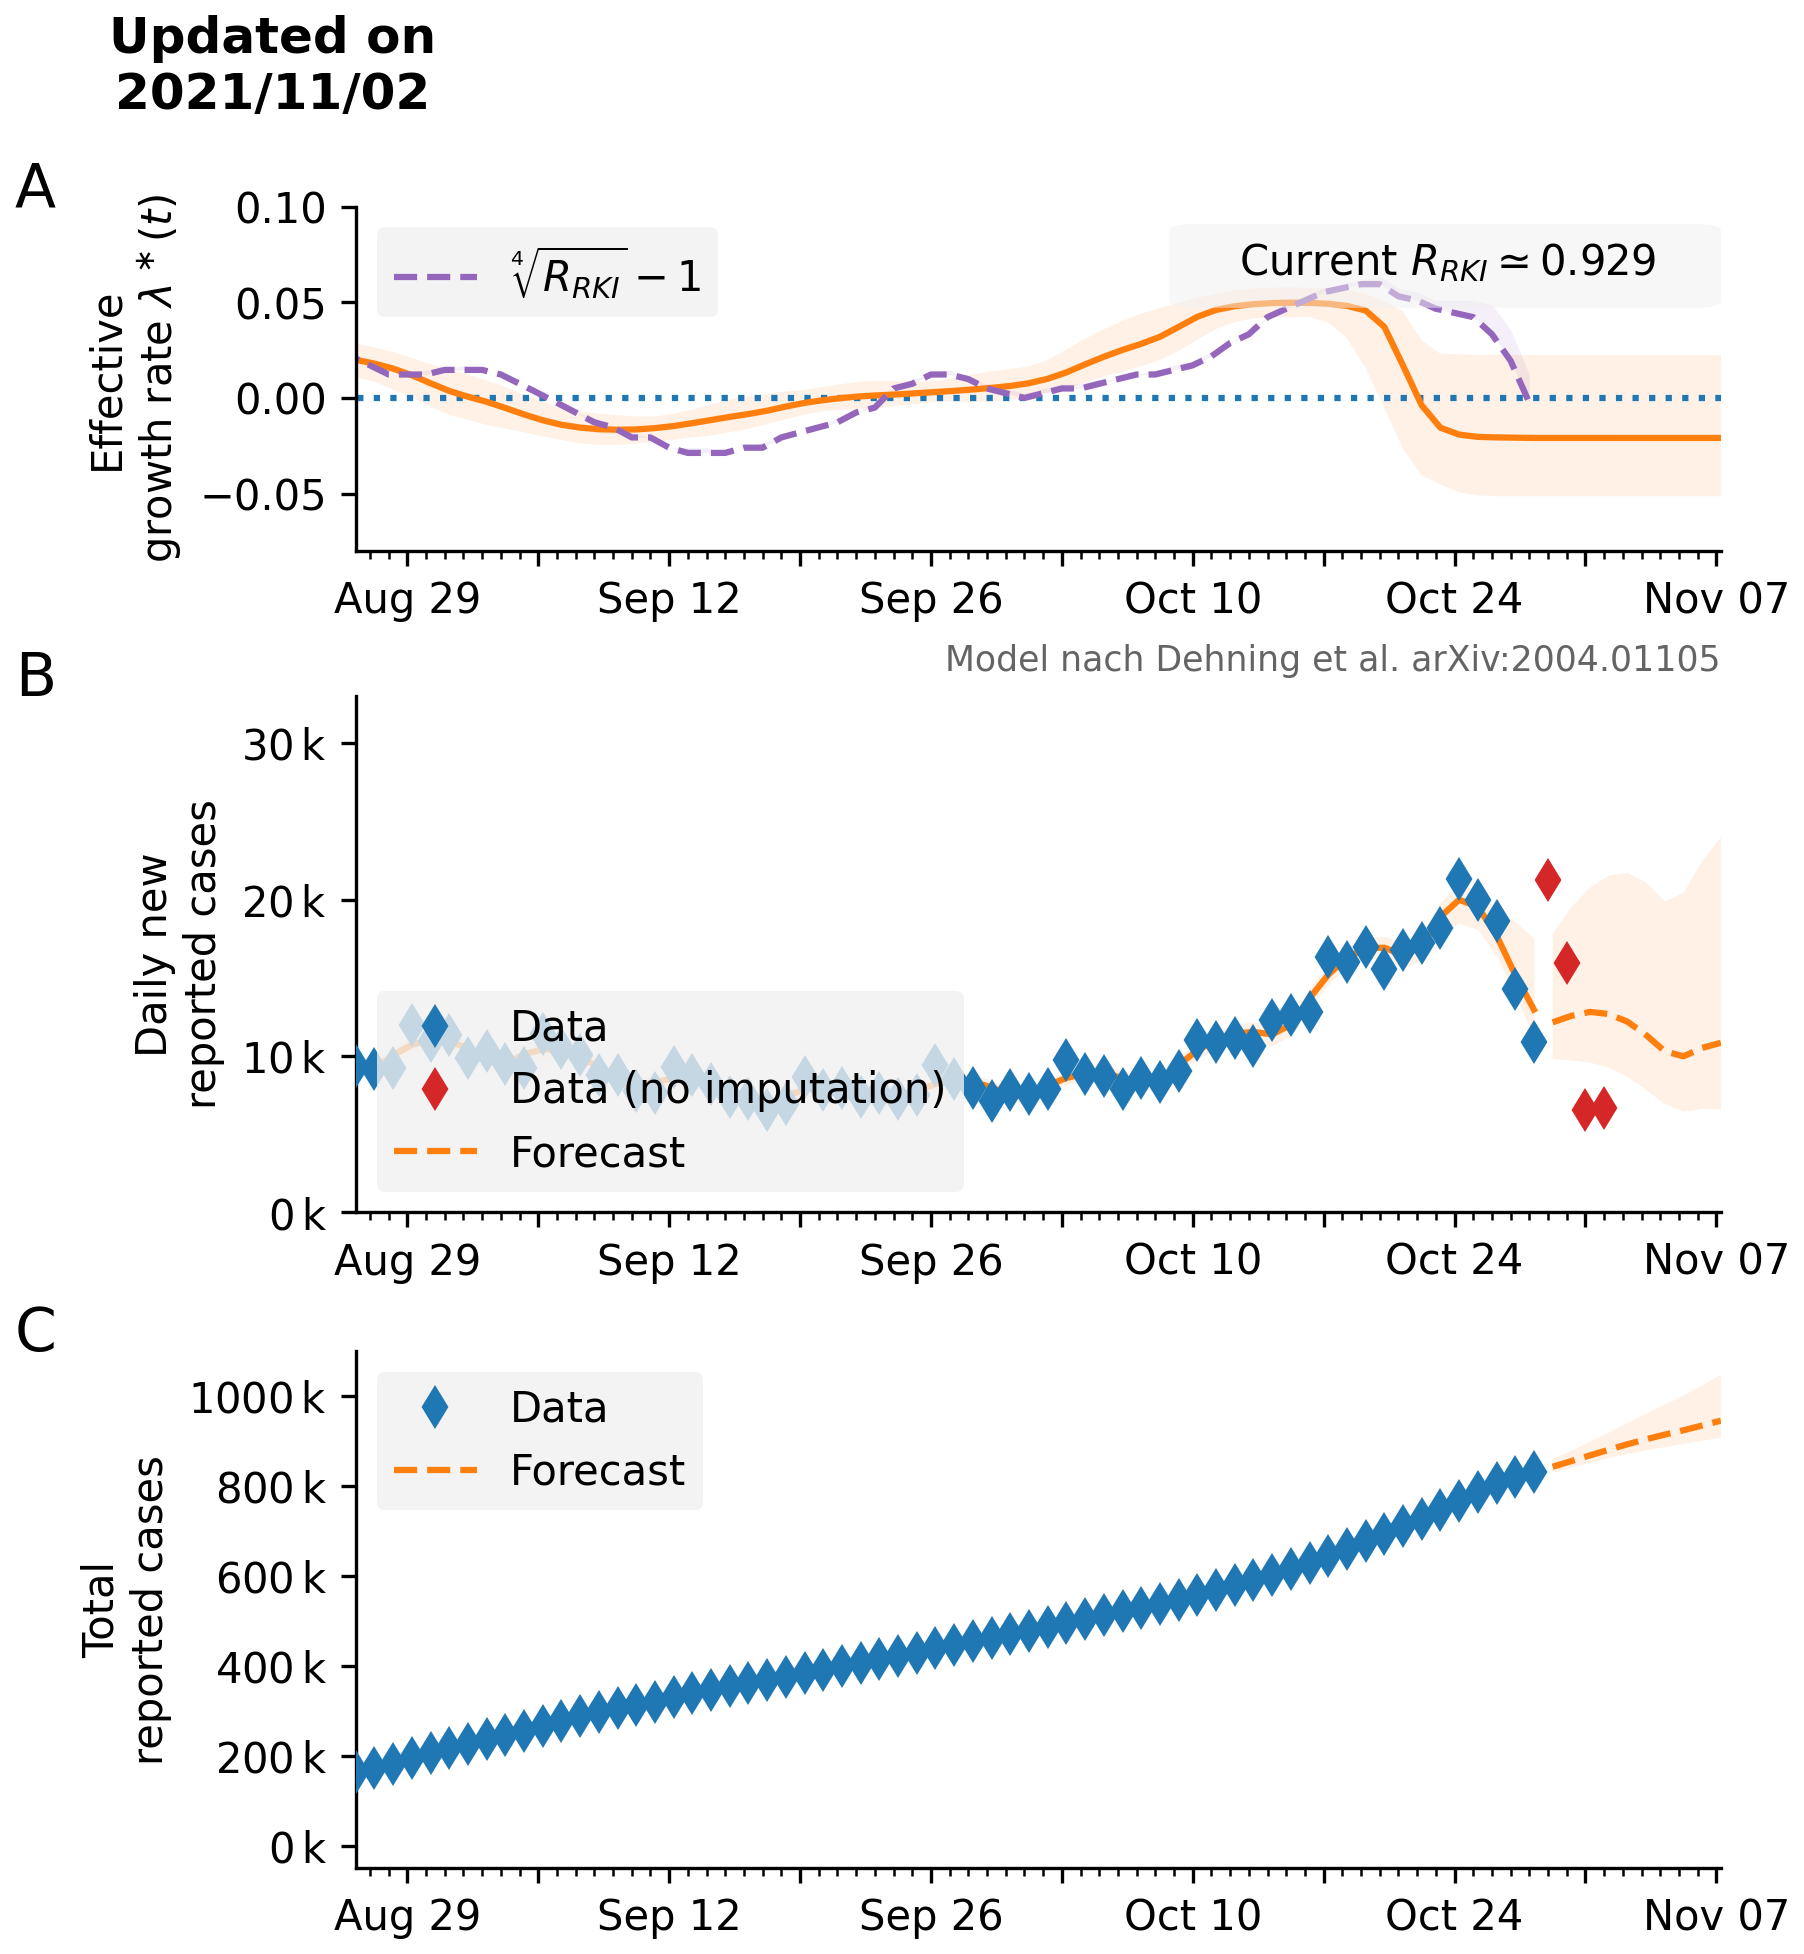 Updated on
2021/11/02
A
Effective
growth rate λ * (t)
0.10
0.05
0.00
−0.05
∜R_RKI − 1
Current R_RKI ≃ 0.929
Aug 29 Sep 12 Sep 26 Oct 10 Oct 24 Nov 07
Model nach Dehning et al. arXiv:2004.01105
B
Daily new
reported cases
30 k
20 k
10 k
0 k
Data
Data (no imputation)
Forecast
Aug 29 Sep 12 Sep 26 Oct 10 Oct 24 Nov 07
C
Total
reported cases
1000 k
800 k
600 k
400 k
200 k
0 k
Data
Forecast
Aug 29 Sep 12 Sep 26 Oct 10 Oct 24 Nov 07